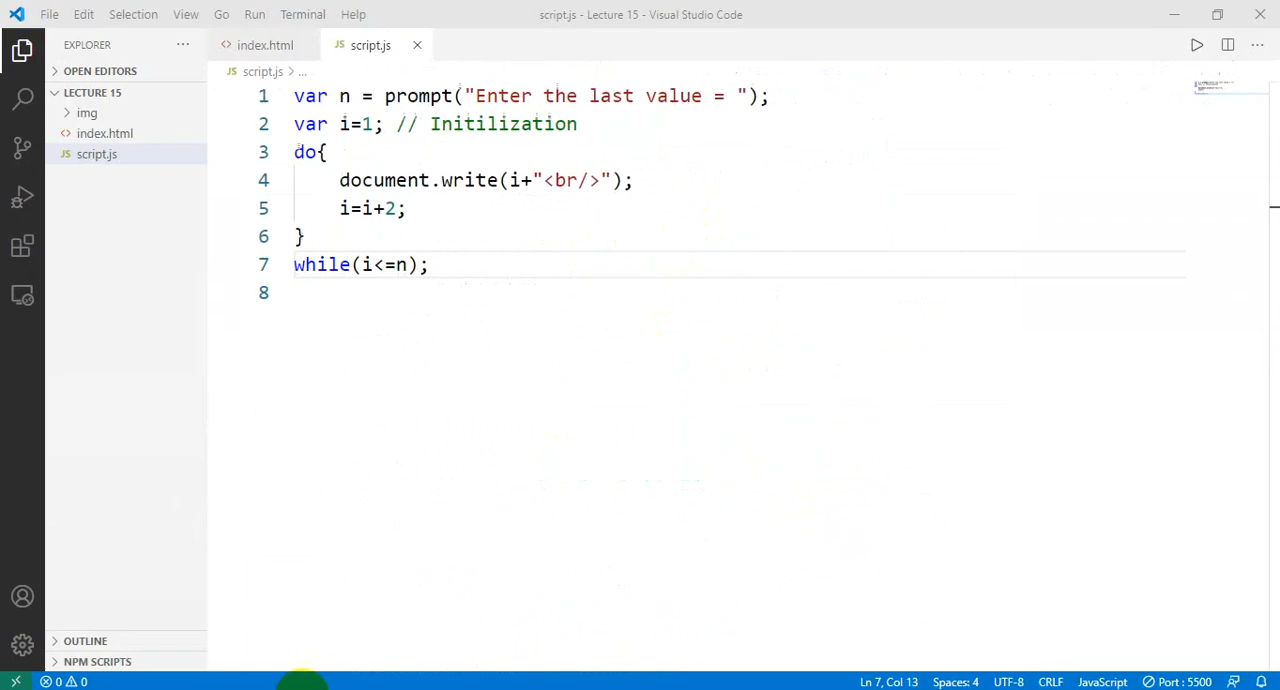 File Edit Selection View Go Run Terminal Help script.js - Lecture 15 - Visual Studio Code
EXPLORER ... index.html JS script.js
OPEN EDITORS
JS script.js > ...
LECTURE 15
img
index.html
JS script.js
1 var n = prompt("Enter the last value = ");
2 var i=1; // Initilization
3 do{
4 document.write(i+"<br/>");
5 i=i+2;
6 }
7 while(i<=n);
8
OUTLINE
NPM SCRIPTS
0 0 Ln 7, Col 13 Spaces: 4 UTF-8 CRLF JavaScript Port : 5500